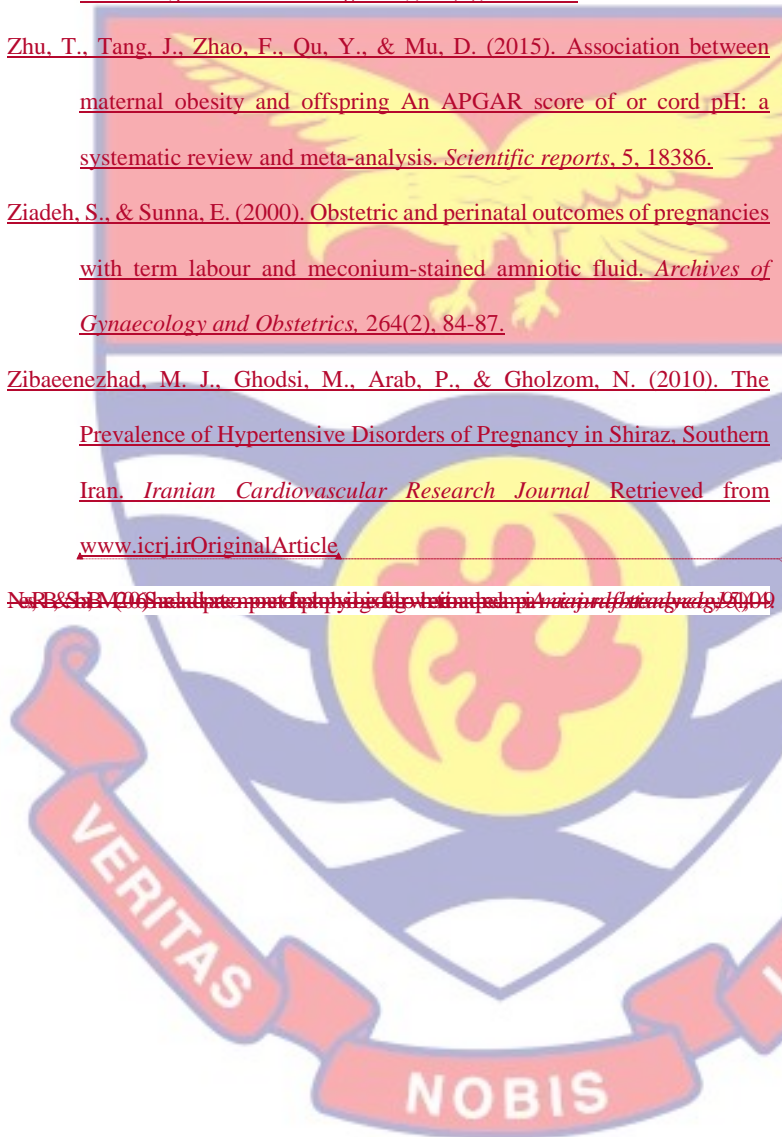 Zhu, T., Tang, J., Zhao, F., Qu, Y., & Mu, D. (2015). Association between
maternal obesity and offspring An APGAR score of or cord pH: a
systematic review and meta-analysis. Scientific reports, 5, 18386.
Ziadeh, S., & Sunna, E. (2000). Obstetric and perinatal outcomes of pregnancies
with term labour and meconium-stained amniotic fluid. Archives of
Gynaecology and Obstetrics, 264(2), 84-87.
Zibaeenezhad, M. J., Ghodsi, M., Arab, P., & Gholzom, N. (2010). The
Prevalence of Hypertensive Disorders of Pregnancy in Shiraz, Southern
Iran. Iranian Cardiovascular Research Journal Retrieved from
www.icrj.irOriginalArticle
VERITAS
NOBIS